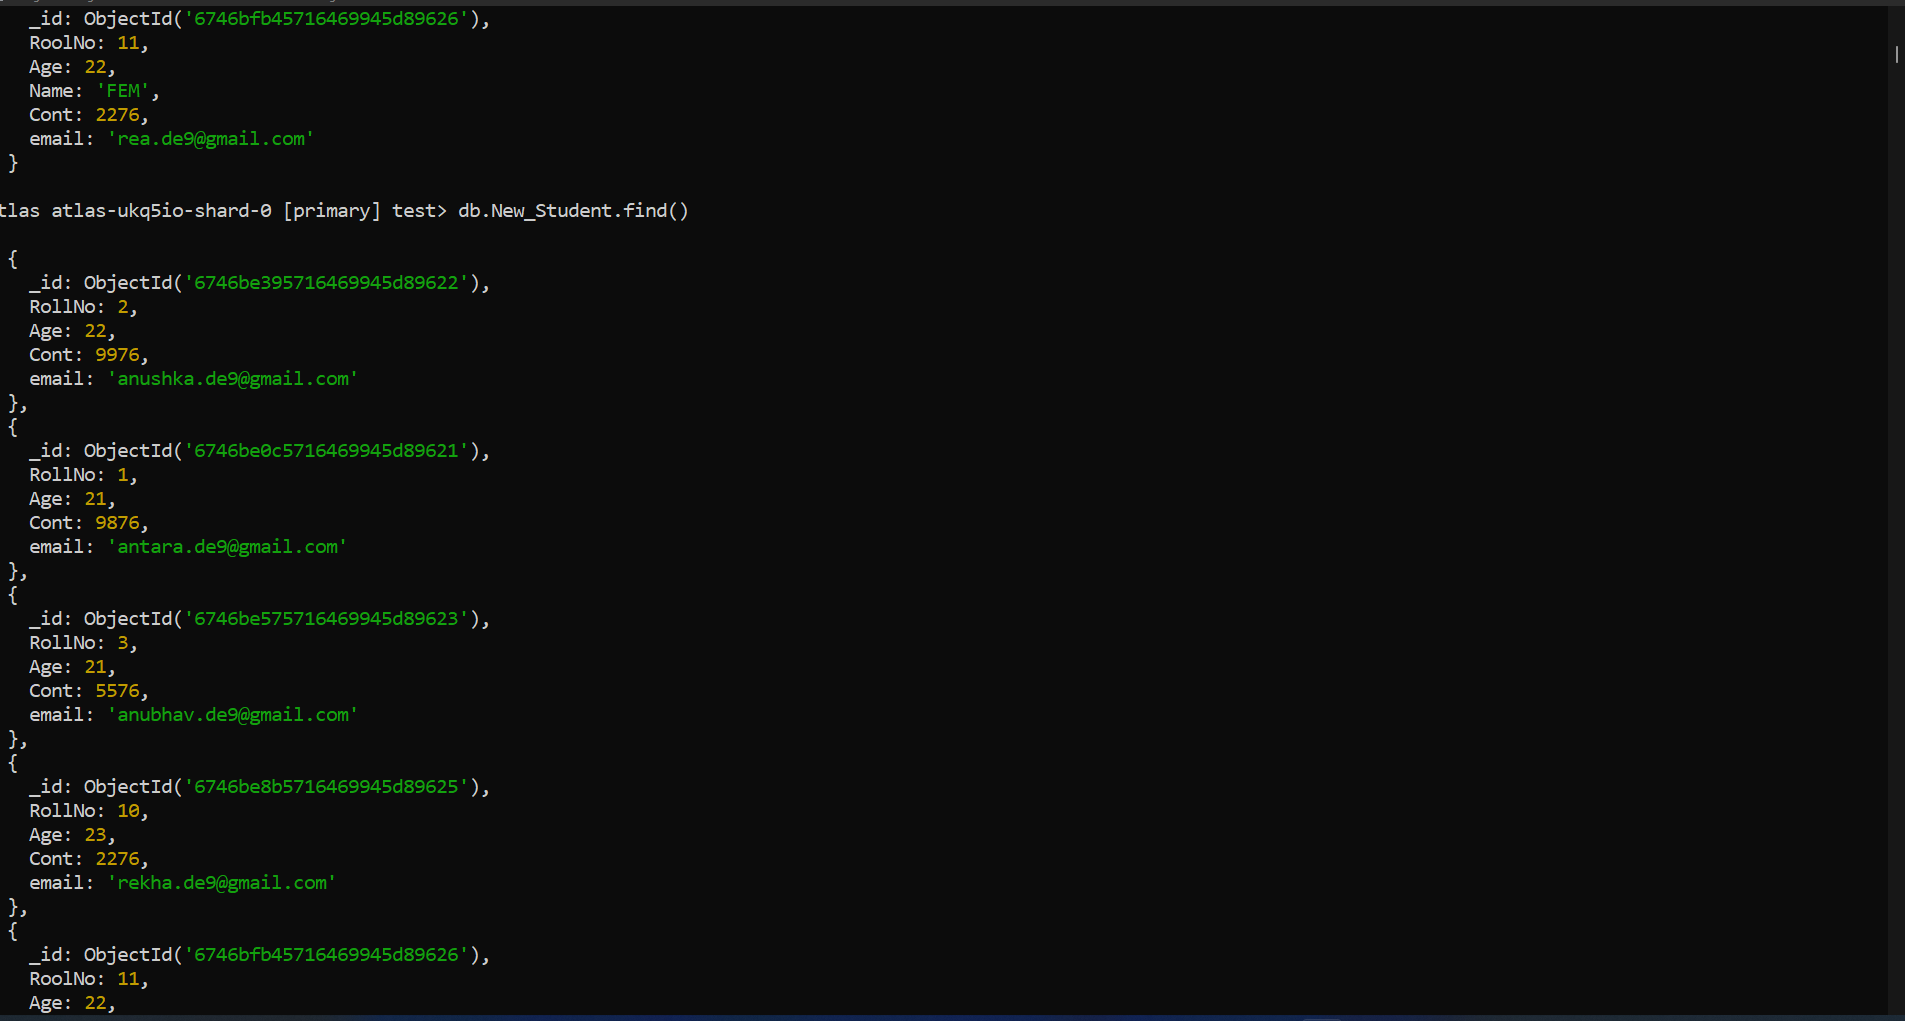 _id: ObjectId('6746bfb45716469945d89626'),
RoolNo: 11,
Age: 22,
Name: 'FEM',
Cont: 2276,
email: 'rea.de9@gmail.com'
}
tlas atlas-ukq5io-shard-0 [primary] test> db.New_Student.find()
{
_id: ObjectId('6746be395716469945d89622'),
RollNo: 2,
Age: 22,
Cont: 9976,
email: 'anushka.de9@gmail.com'
},
{
_id: ObjectId('6746be0c5716469945d89621'),
RollNo: 1,
Age: 21,
Cont: 9876,
email: 'antara.de9@gmail.com'
},
{
_id: ObjectId('6746be575716469945d89623'),
RollNo: 3,
Age: 21,
Cont: 5576,
email: 'anubhav.de9@gmail.com'
},
{
_id: ObjectId('6746be8b5716469945d89625'),
RollNo: 10,
Age: 23,
Cont: 2276,
email: 'rekha.de9@gmail.com'
},
{
_id: ObjectId('6746bfb45716469945d89626'),
RoolNo: 11,
Age: 22,